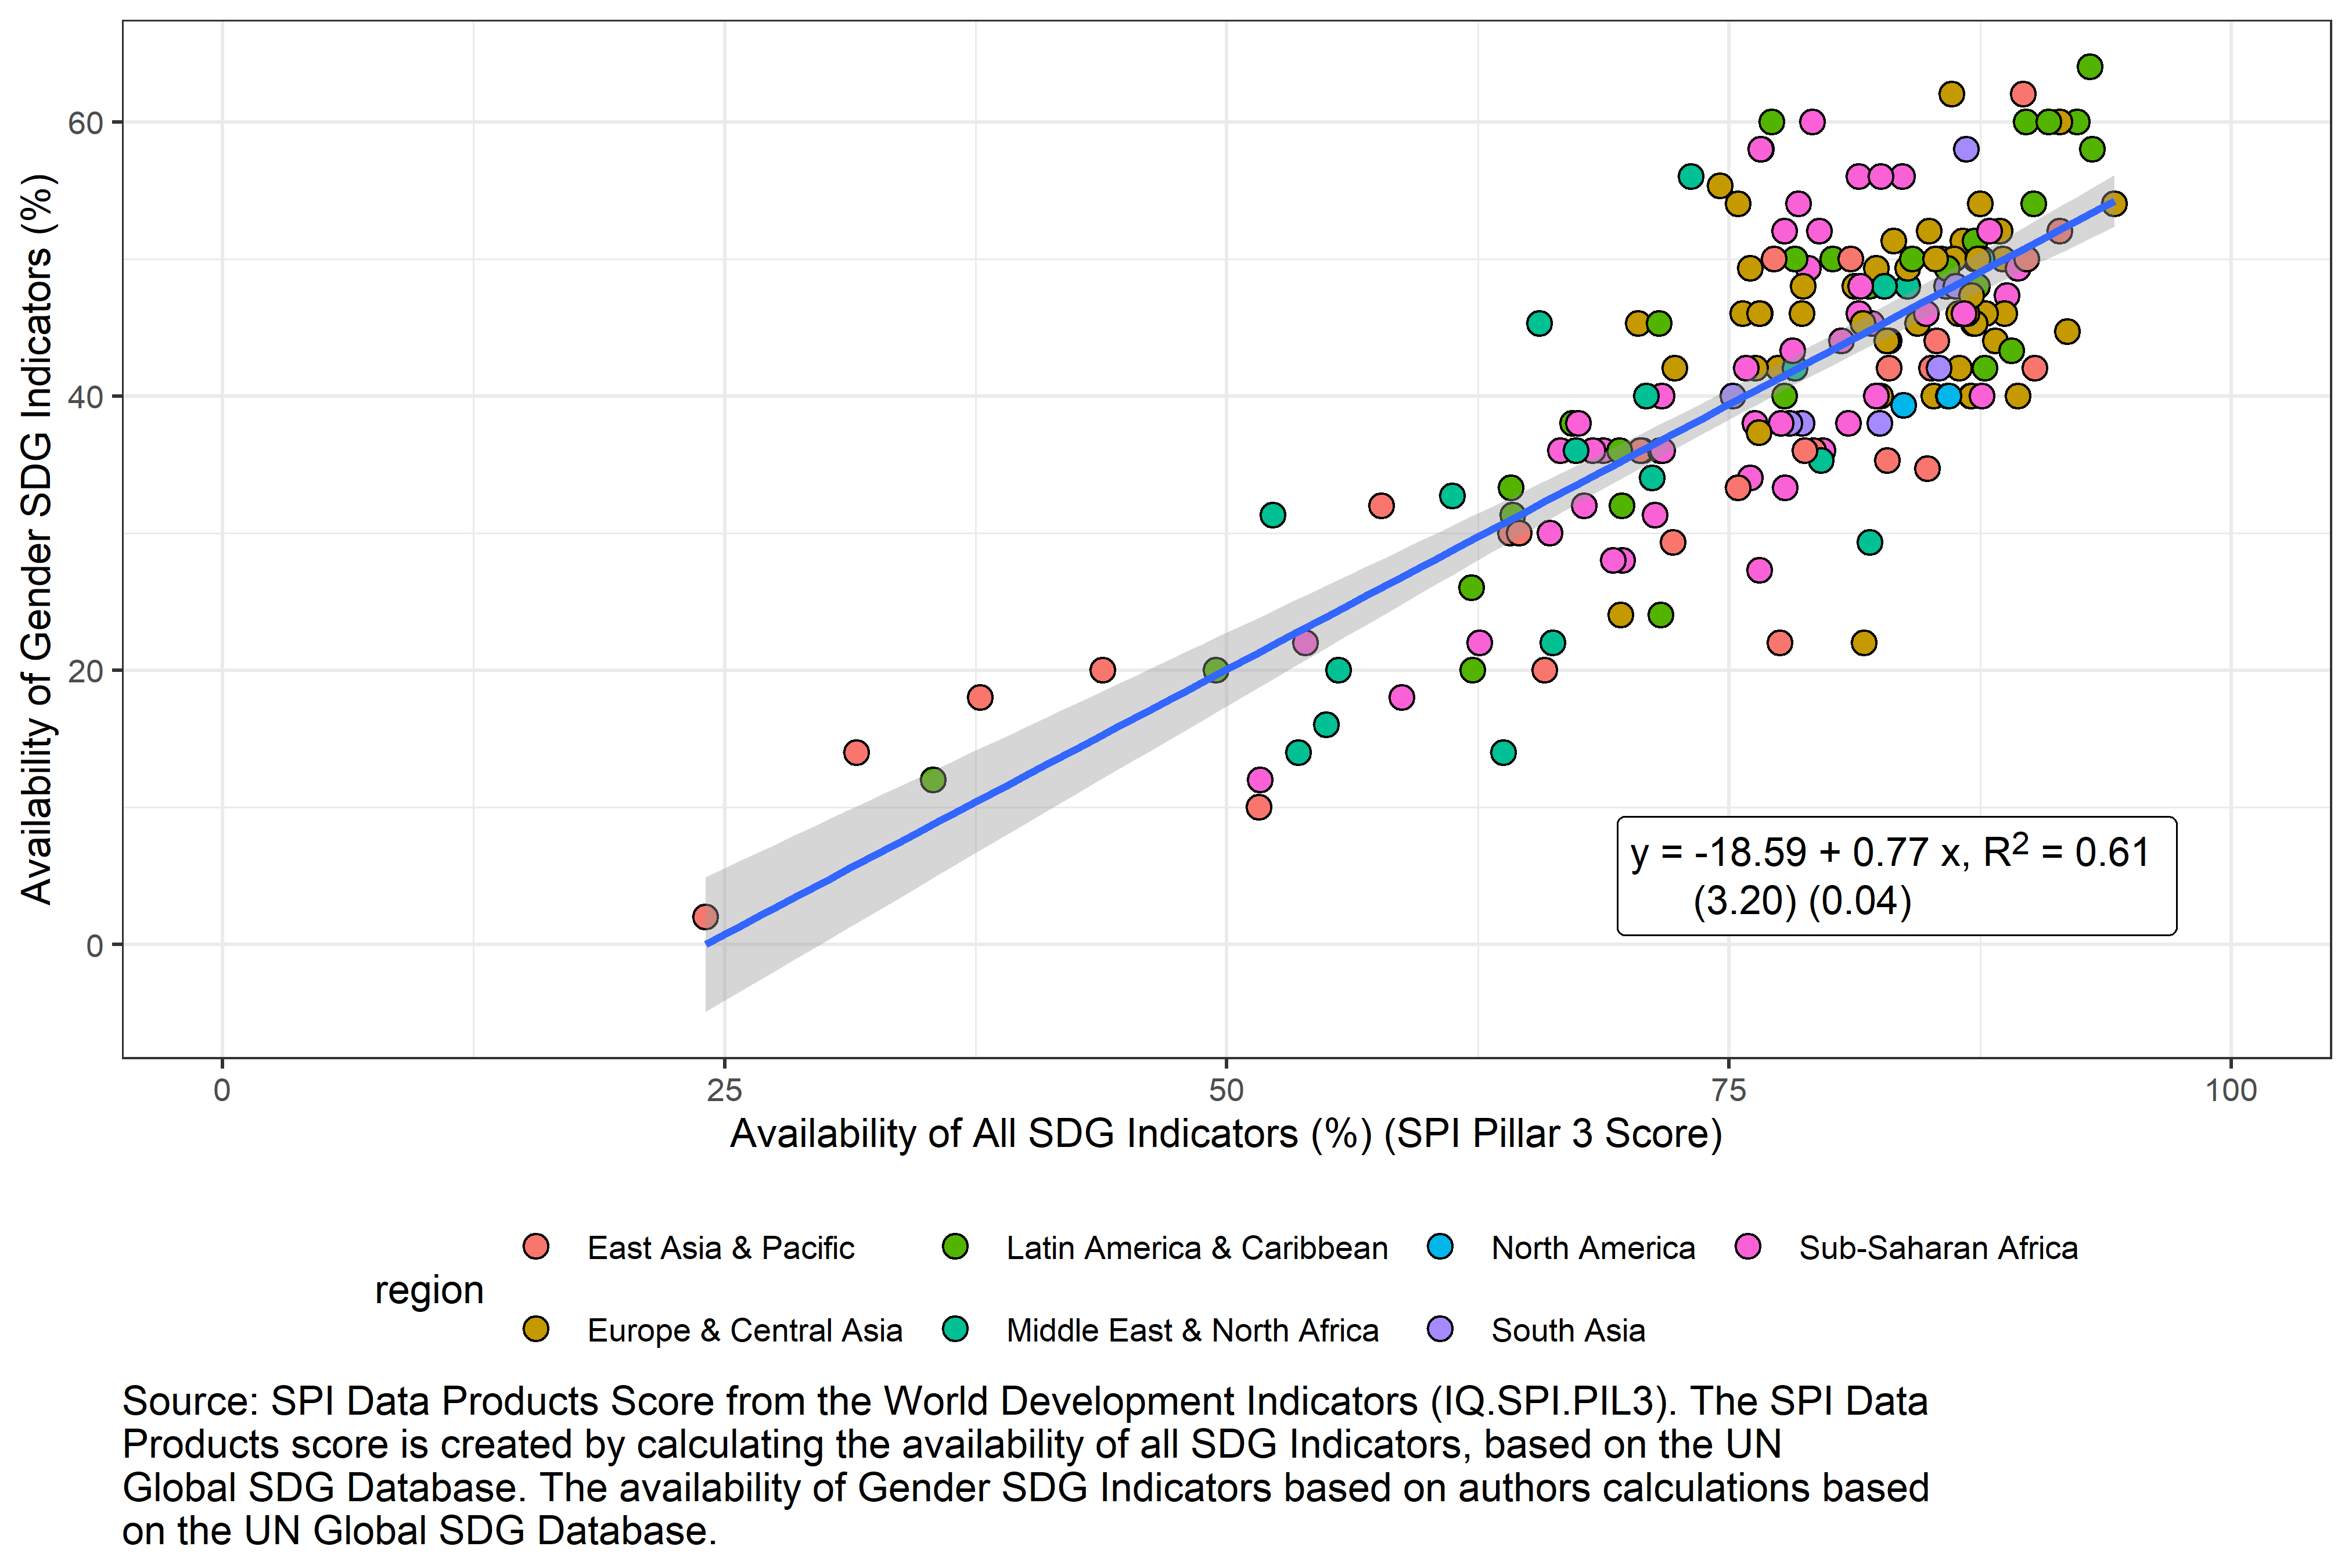 Availability of Gender SDG Indicators (%)
60
40
20
0
y = -18.59 + 0.77 x, R² = 0.61
(3.20) (0.04)
0 25 50 75 100
Availability of All SDG Indicators (%) (SPI Pillar 3 Score)
region
East Asia & Pacific Latin America & Caribbean North America Sub-Saharan Africa
Europe & Central Asia Middle East & North Africa South Asia
Source: SPI Data Products Score from the World Development Indicators (IQ.SPI.PIL3). The SPI Data
Products score is created by calculating the availability of all SDG Indicators, based on the UN
Global SDG Database. The availability of Gender SDG Indicators based on authors calculations based
on the UN Global SDG Database.